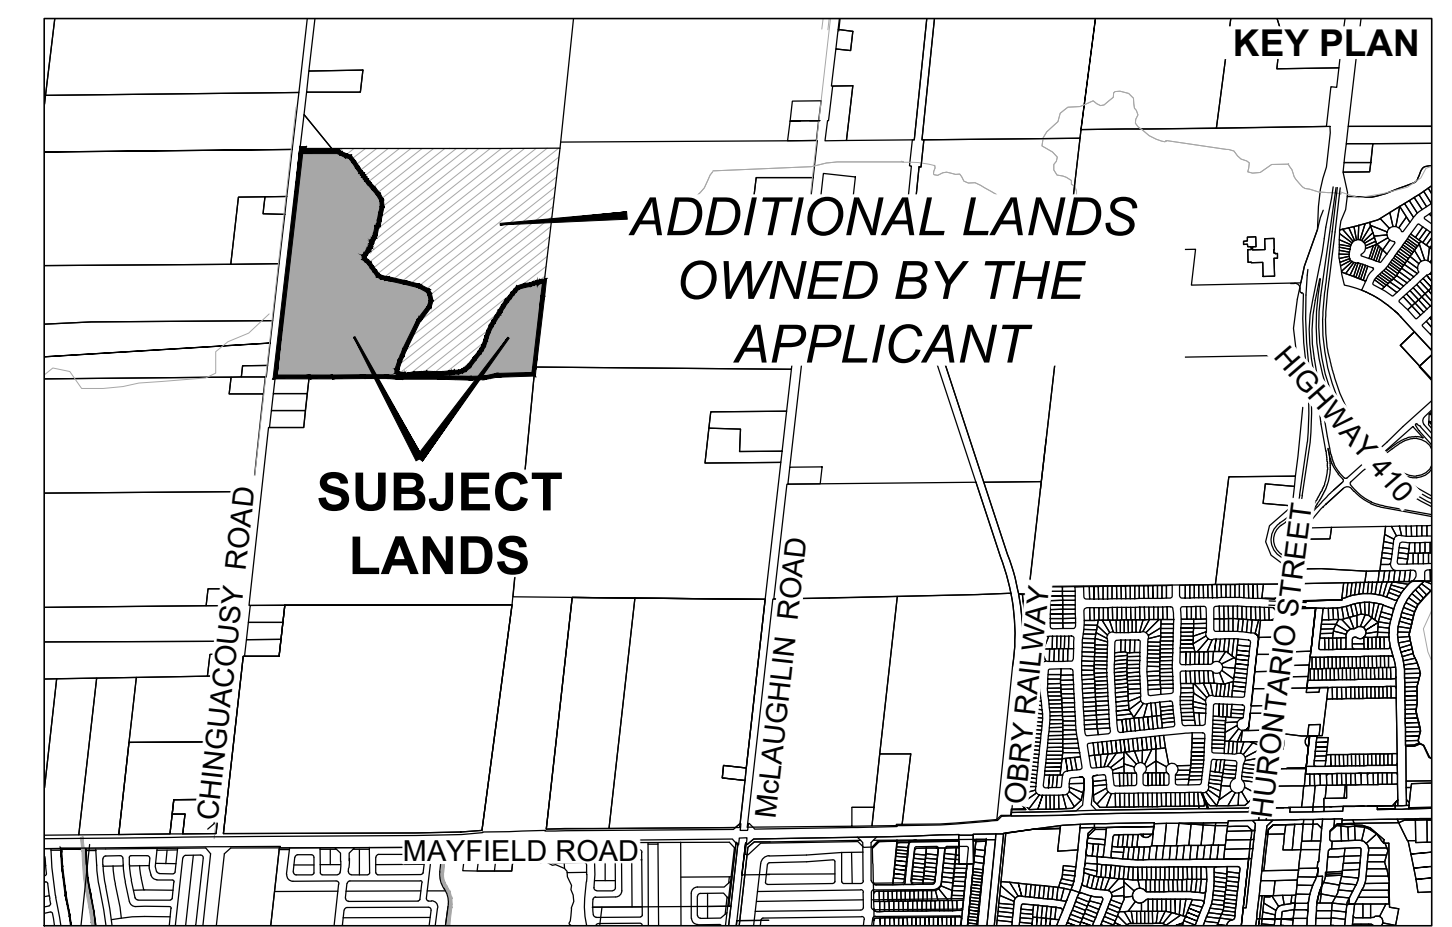 KEY PLAN
ADDITIONAL LANDS
OWNED BY THE
APPLICANT
HIGHWAY 410
SUBJECT
LANDS
CHINGUACOUSY ROAD
McLAUGHLIN ROAD
OBRY RAILWAY
HURONTARIO STREET
MAYFIELD ROAD